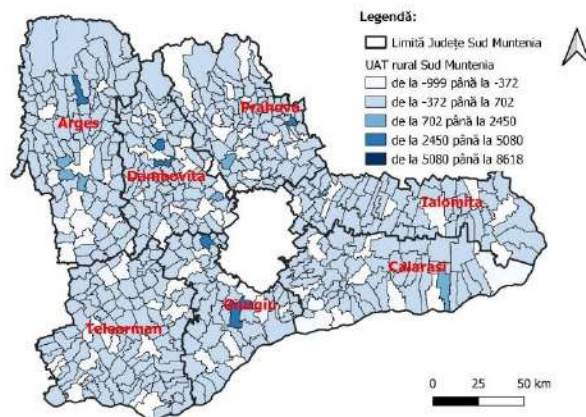 Legendă:
Limită Județe Sud Muntenia
UAT rural Sud Muntenia
de la -999 până la -372
de la -372 până la 702
de la 702 până la 2450
de la 2450 până la 5080
de la 5080 până la 8618
Prahova
Arges
Dambovita
Ialomita
Calarasi
Giurgiu
Teleorman
0 25 50 km